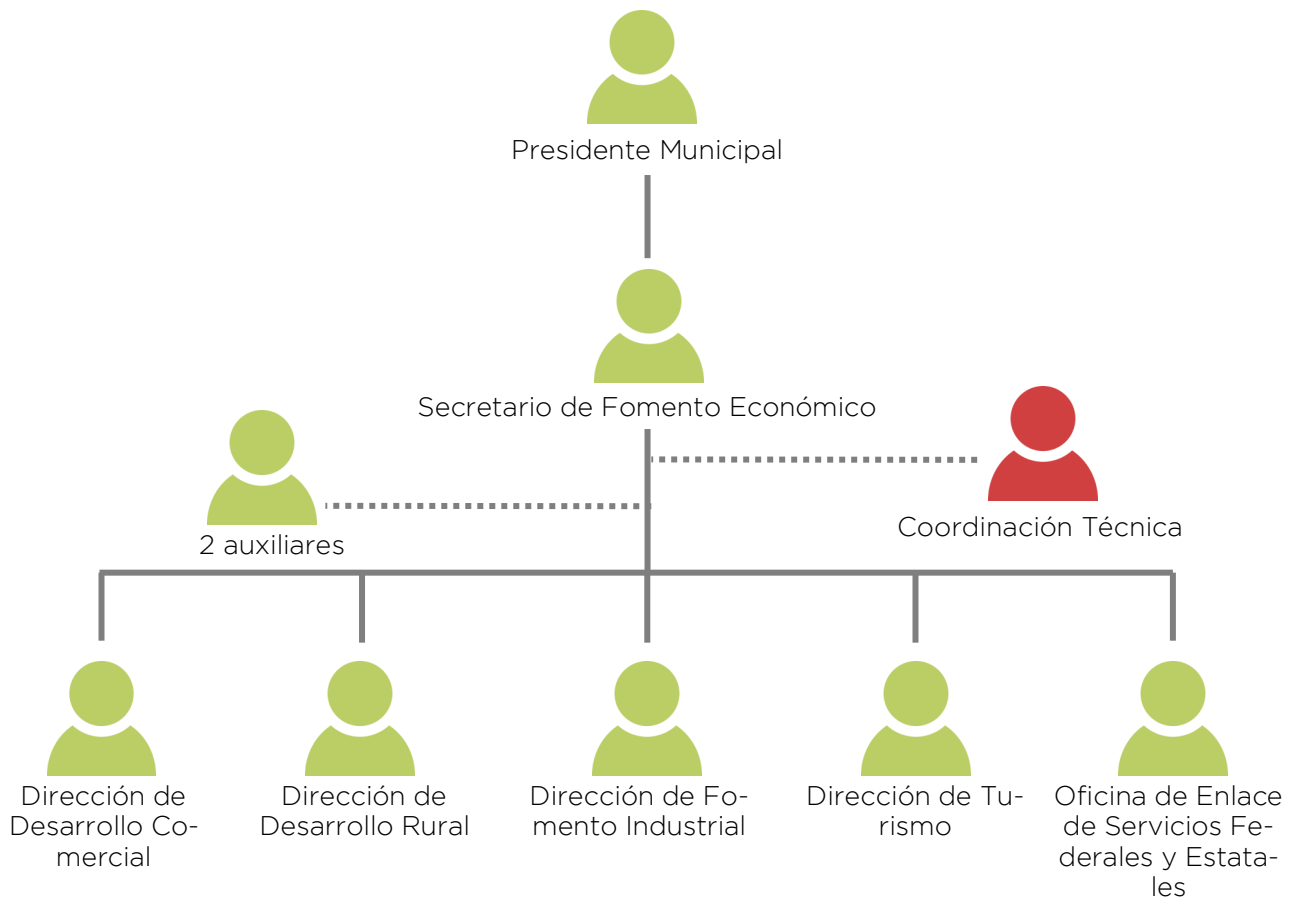 Presidente Municipal
Secretario de Fomento Económico
2 auxiliares
Coordinación Técnica
Dirección de
Desarrollo Co-
mercial
Dirección de
Desarrollo Rural
Dirección de Fo-
mento Industrial
Dirección de Tu-
rismo
Oficina de Enlace
de Servicios Fe-
derales y Estata-
les